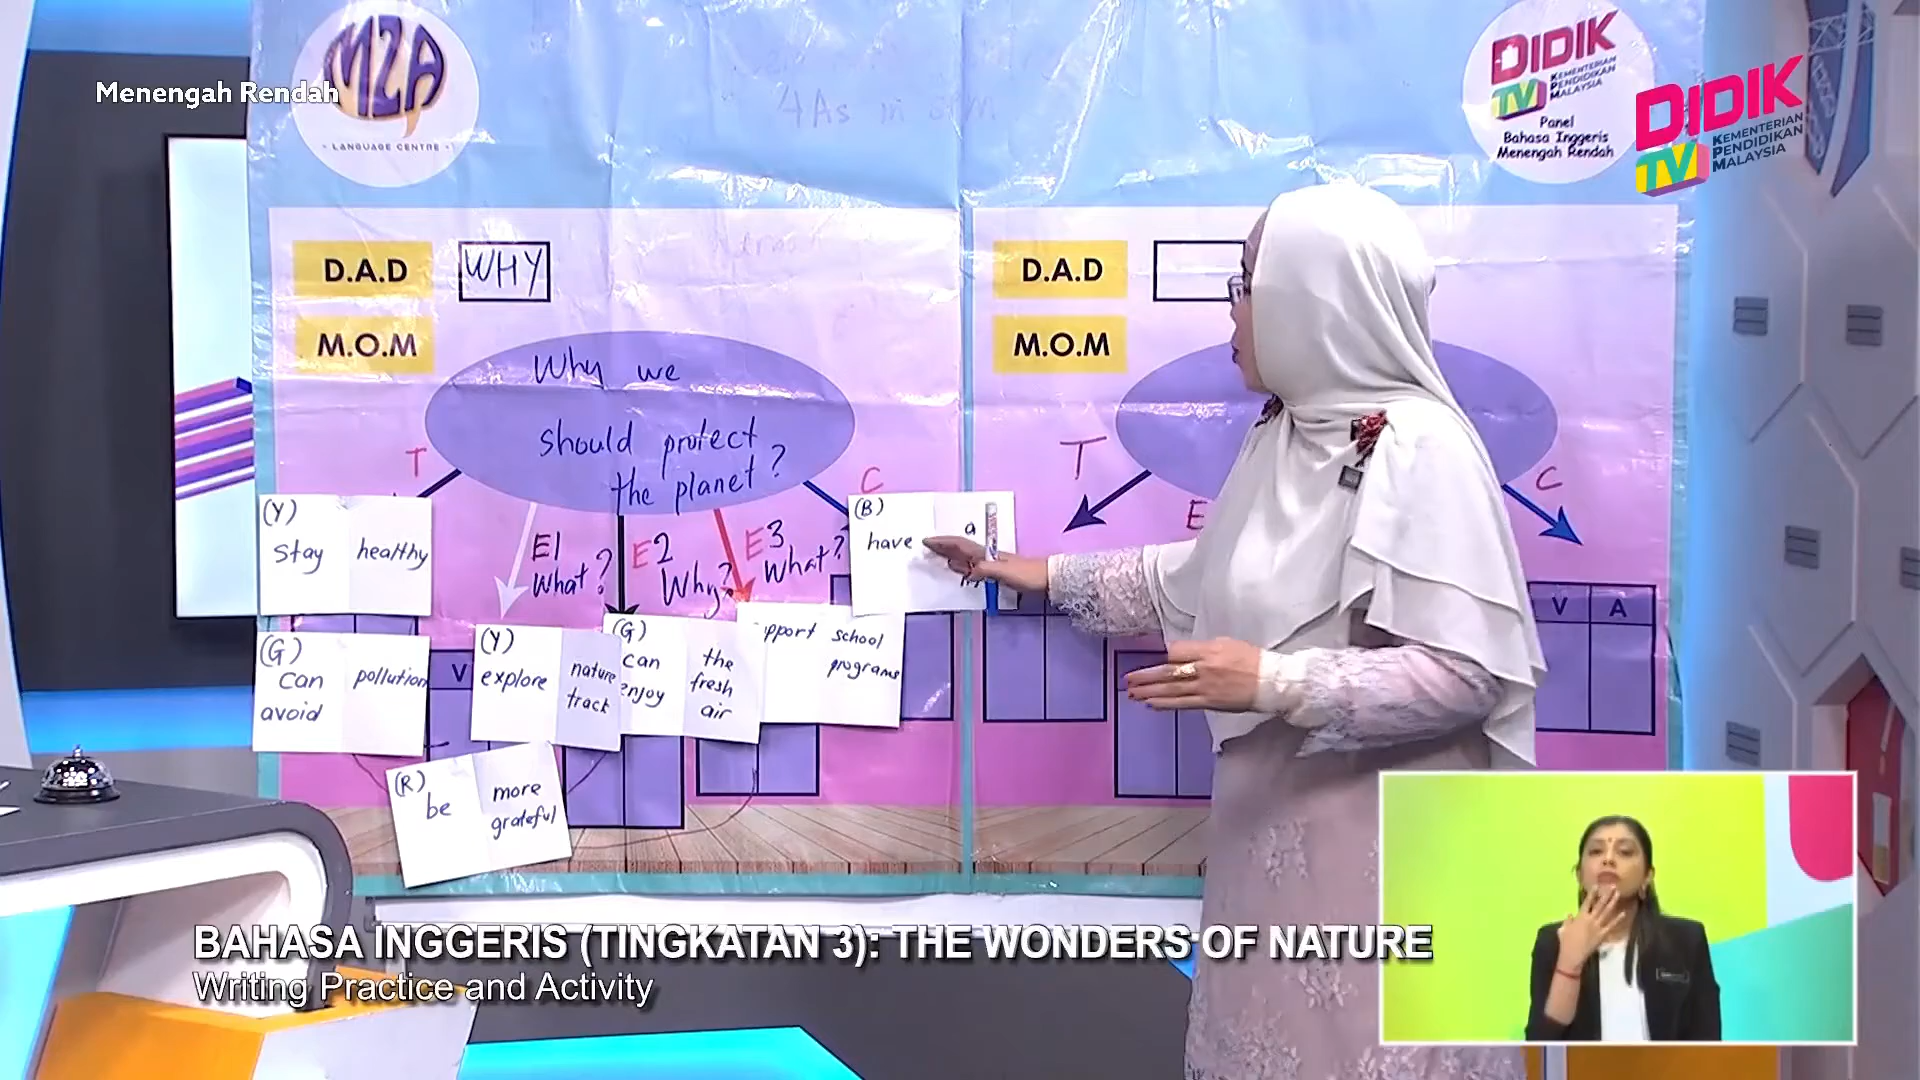 Menengah Rendah
MZA
LANGUAGE CENTRE
4As in
DIDIK
TV
KEMENTERIAN
PENDIDIKAN
MALAYSIA
Panel
Bahasa Inggeris
Menengah Rendah
DIDIK
TV
KEMENTERIAN
PENDIDIKAN
MALAYSIA
D.A.D
WHY
M.O.M
Why we
should protect
the planet?
T
C
E1
What?
E2
Why?
E3
What?
(Y)
stay healthy
(G)
can
avoid
pollution
V
(Y)
explore
nature
track
(G)
can
enjoy
the
fresh
air
school
programs
(B)
have
a
(R)
be
more
grateful
D.A.D
M.O.M
T
E
C
V A
BAHASA INGGERIS (TINGKATAN 3): THE WONDERS OF NATURE
Writing Practice and Activity